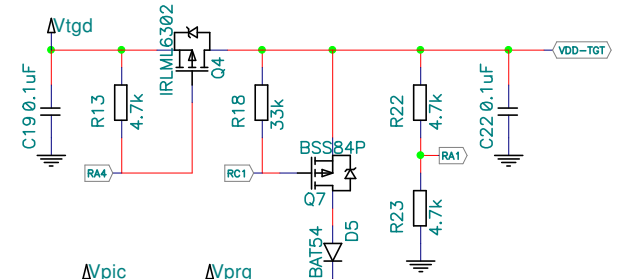 Vtgd
IRLML6302
Q4
VDD-TGT
C19 0.1uF
R13
4.7k
R18
33k
R22
4.7k
C22 0.1uF
RA4
RC1
BSS84P
Q7
RA1
R23
4.7k
BAT54
D5
Vpic
Vprg